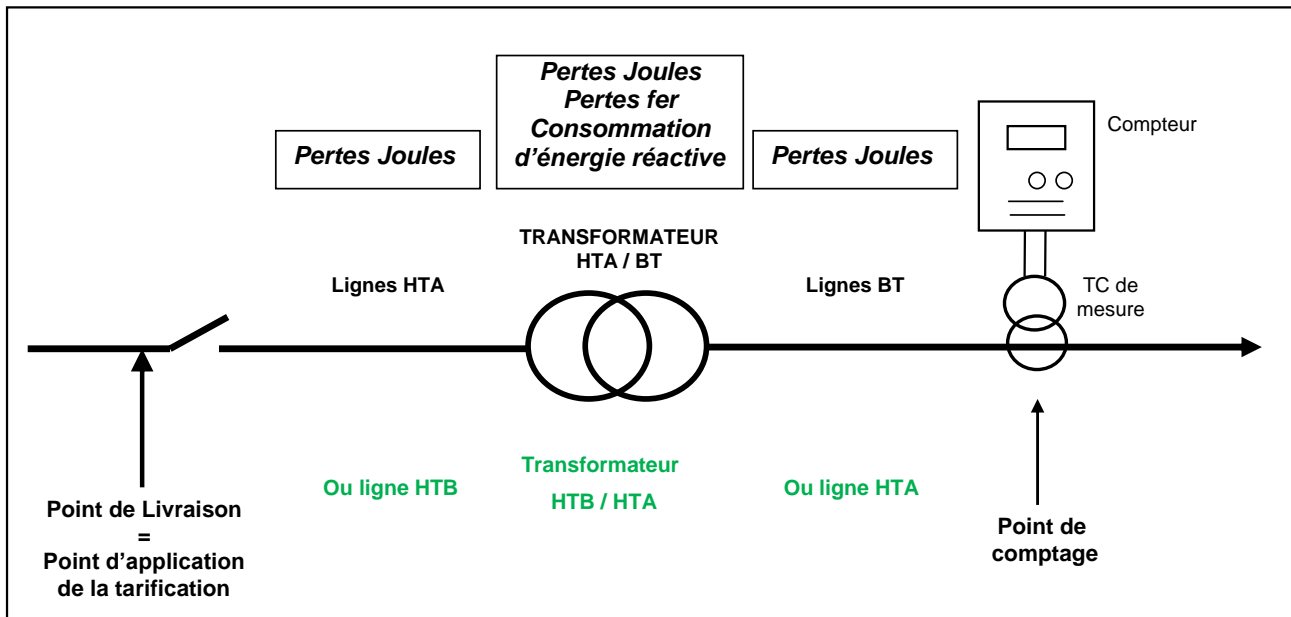 Pertes Joules
Pertes Joules
Pertes fer
Consommation
d'énergie réactive
Pertes Joules
Compteur
Lignes HTA
TRANSFORMATEUR
HTA / BT
Lignes BT
TC de
mesure
Point de Livraison
=
Point d'application
de la tarification
Ou ligne HTB
Transformateur
HTB / HTA
Ou ligne HTA
Point de
comptage